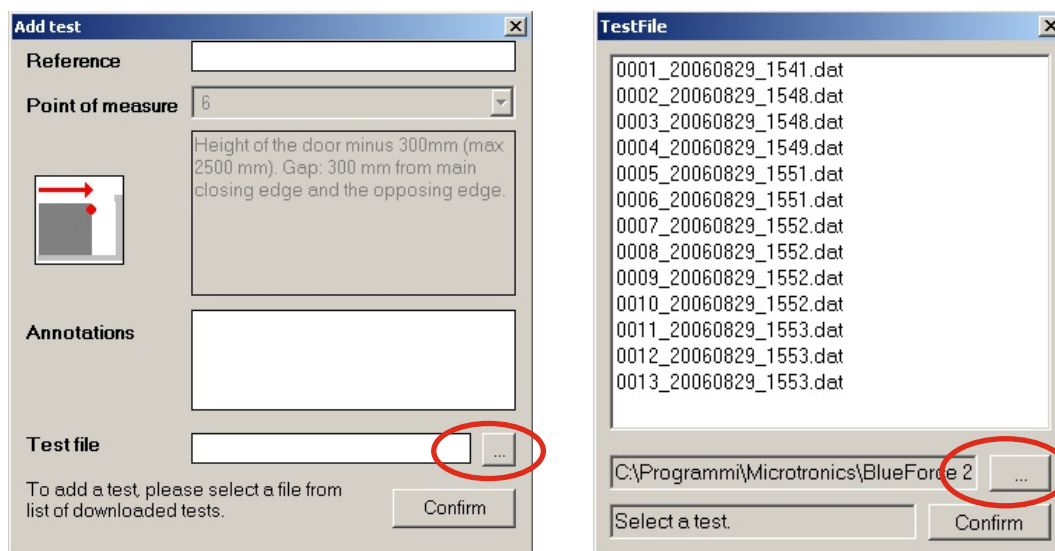 Add test
Reference
Point of measure
6
Height of the door minus 300mm (max
2500 mm). Gap: 300 mm from main
closing edge and the opposing edge.
Annotations
Test file
...
To add a test, please select a file from
list of downloaded tests.
Confirm
TestFile
0001_20060829_1541.dat
0002_20060829_1548.dat
0003_20060829_1548.dat
0004_20060829_1549.dat
0005_20060829_1551.dat
0006_20060829_1551.dat
0007_20060829_1552.dat
0008_20060829_1552.dat
0009_20060829_1552.dat
0010_20060829_1552.dat
0011_20060829_1553.dat
0012_20060829_1553.dat
0013_20060829_1553.dat
C:\Programmi\Microtronics\BlueForce 2
...
Select a test.
Confirm